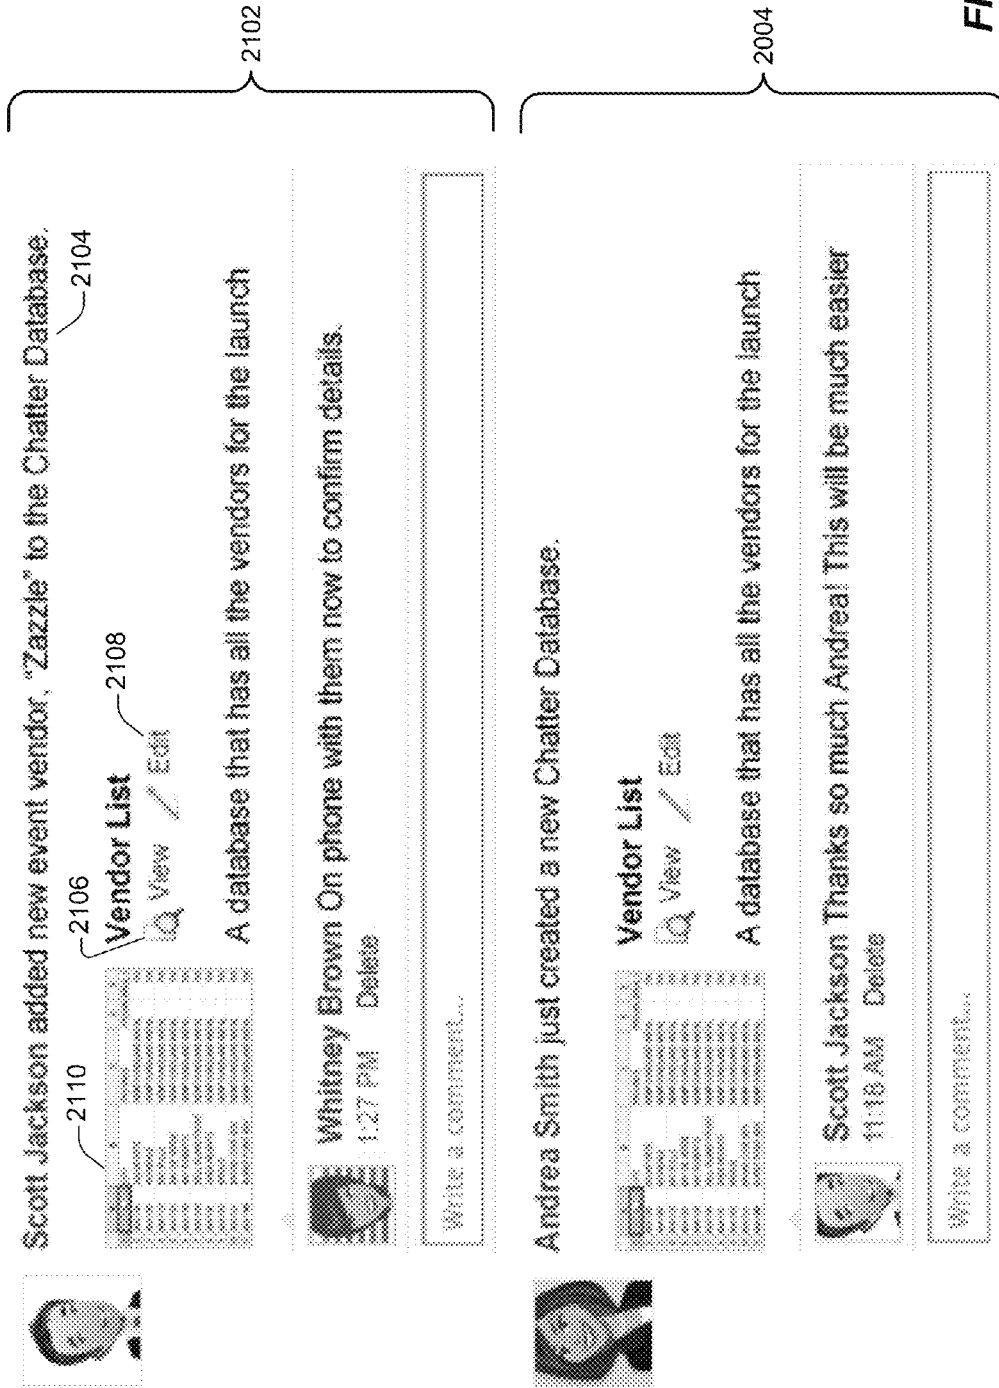 Scott Jackson added new event vendor, "Zazzle" to the Chatter Database.
2104
2110
2106
Vendor List
View Edit
2108
A database that has all the vendors for the launch
Whitney Brown On phone with them now to confirm details.
1:27 PM Delete
Write a comment...
2102
Andrea Smith just created a new Chatter Database.
Vendor List
View Edit
A database that has all the vendors for the launch
Scott Jackson Thanks so much Andrea! This will be much easier
11:18 AM Delete
Write a comment...
2004